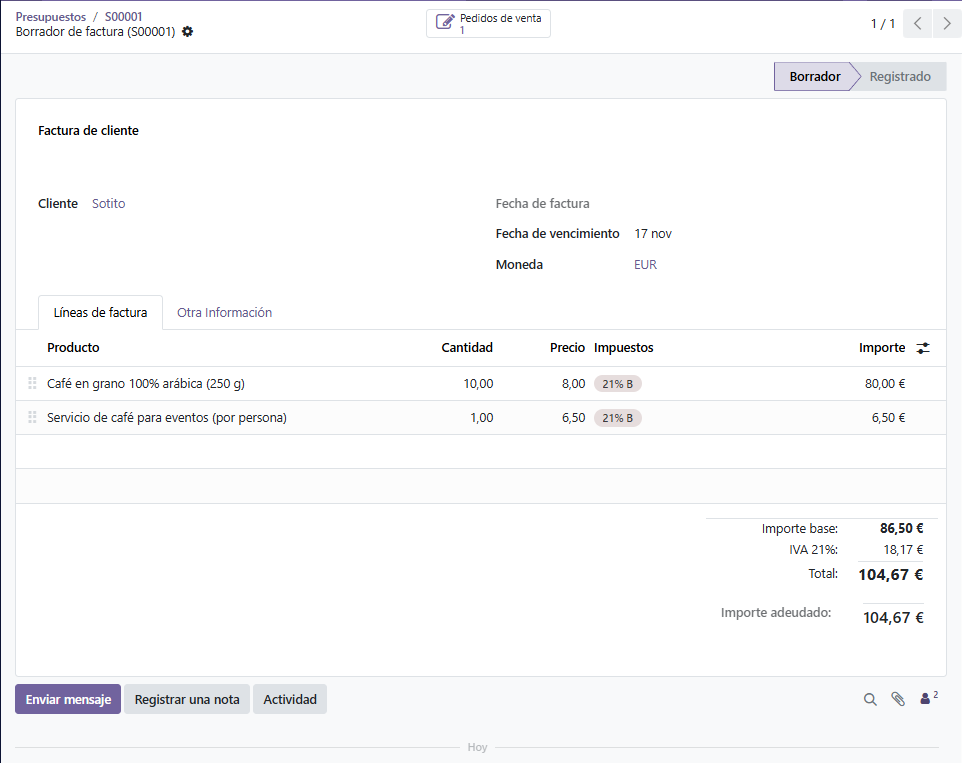 Presupuestos / S00001
Borrador de factura (S00001)
Pedidos de venta
1
1 / 1
Borrador
Registrado
Factura de cliente
Cliente Sotito
Fecha de factura
Fecha de vencimiento 17 nov
Moneda EUR
Líneas de factura Otra Información
Producto Cantidad Precio Impuestos Importe
Café en grano 100% arábica (250 g) 10,00 8,00 21% B 80,00 €
Servicio de café para eventos (por persona) 1,00 6,50 21% B 6,50 €
Importe base: 86,50 €
IVA 21%: 18,17 €
Total: 104,67 €
Importe adeudado: 104,67 €
Enviar mensaje Registrar una nota Actividad 2
Hoy